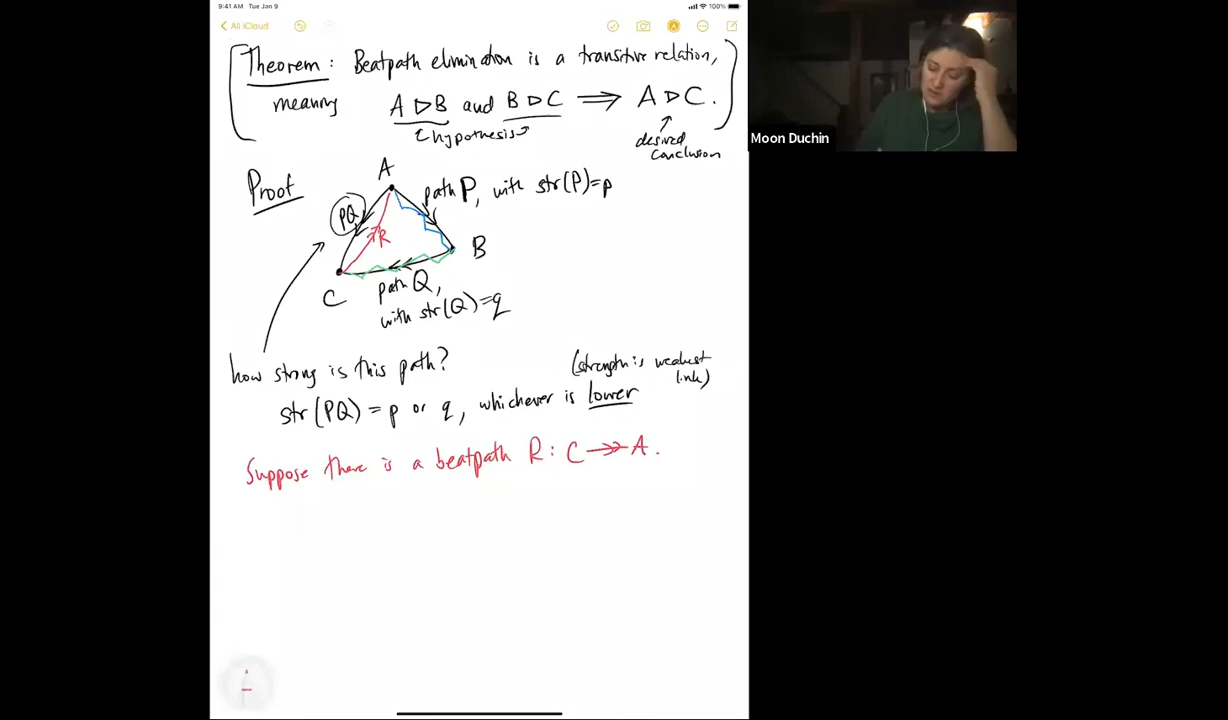 9:41 AM Tue Jan 9
100%
All iCloud
Theorem: Beatpath elimination is a transitive relation,
meaning A ▷ B and B ▷ C ⟹ A ▷ C.
hypothesis
desired conclusion
Moon Duchin
Proof
A
path P, with str(P)=p
PQ
R
B
C
path Q,
with str(Q)=q
how strong is this path?
(strength is weakest
link)
str(PQ) = p or q, whichever is lower
Suppose there is a beatpath R: C ↠ A.